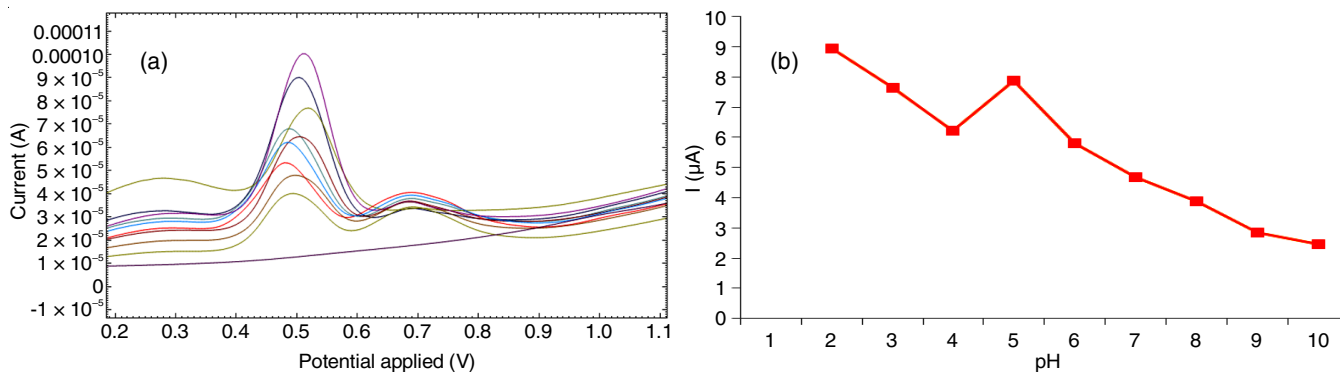 (a)
Current (A)
0.00011
0.00010
9 × 10⁻⁵
8 × 10⁻⁵
7 × 10⁻⁵
6 × 10⁻⁵
5 × 10⁻⁵
4 × 10⁻⁵
3 × 10⁻⁵
2 × 10⁻⁵
1 × 10⁻⁵
0
-1 × 10⁻⁵
0.2 0.3 0.4 0.5 0.6 0.7 0.8 0.9 1.0 1.1
Potential applied (V)
(b)
I (µA)
10
9
8
7
6
5
4
3
2
1
0
1 2 3 4 5 6 7 8 9 10
pH